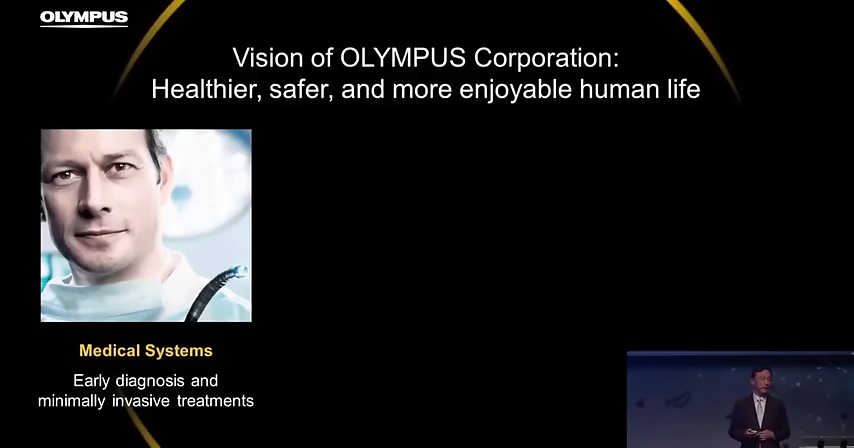 OLYMPUS
Vision of OLYMPUS Corporation:
Healthier, safer, and more enjoyable human life
Medical Systems
Early diagnosis and
minimally invasive treatments